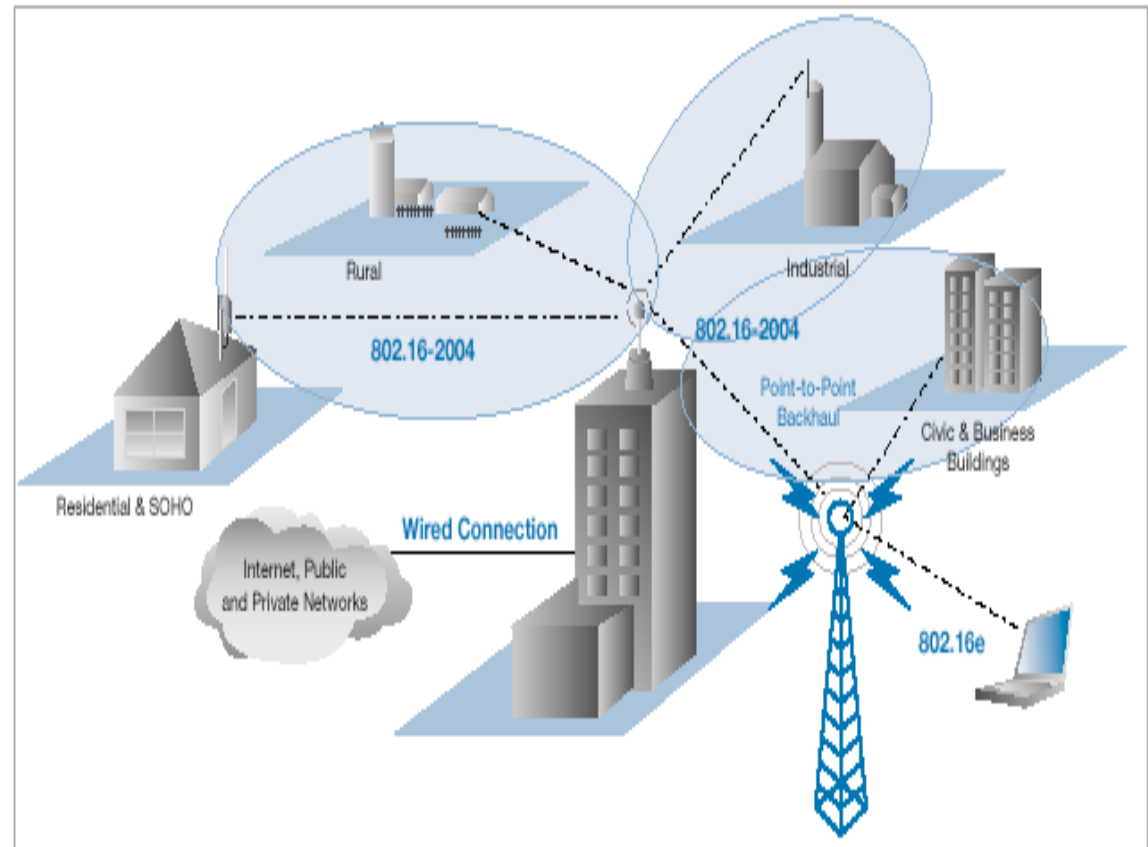 Rural
Industrial
802.16-2004
802.16-2004
Point-to-Point
Backhaul
Civic & Business
Buildings
Residential & SOHO
Wired Connection
Internet, Public
and Private Networks
802.16e